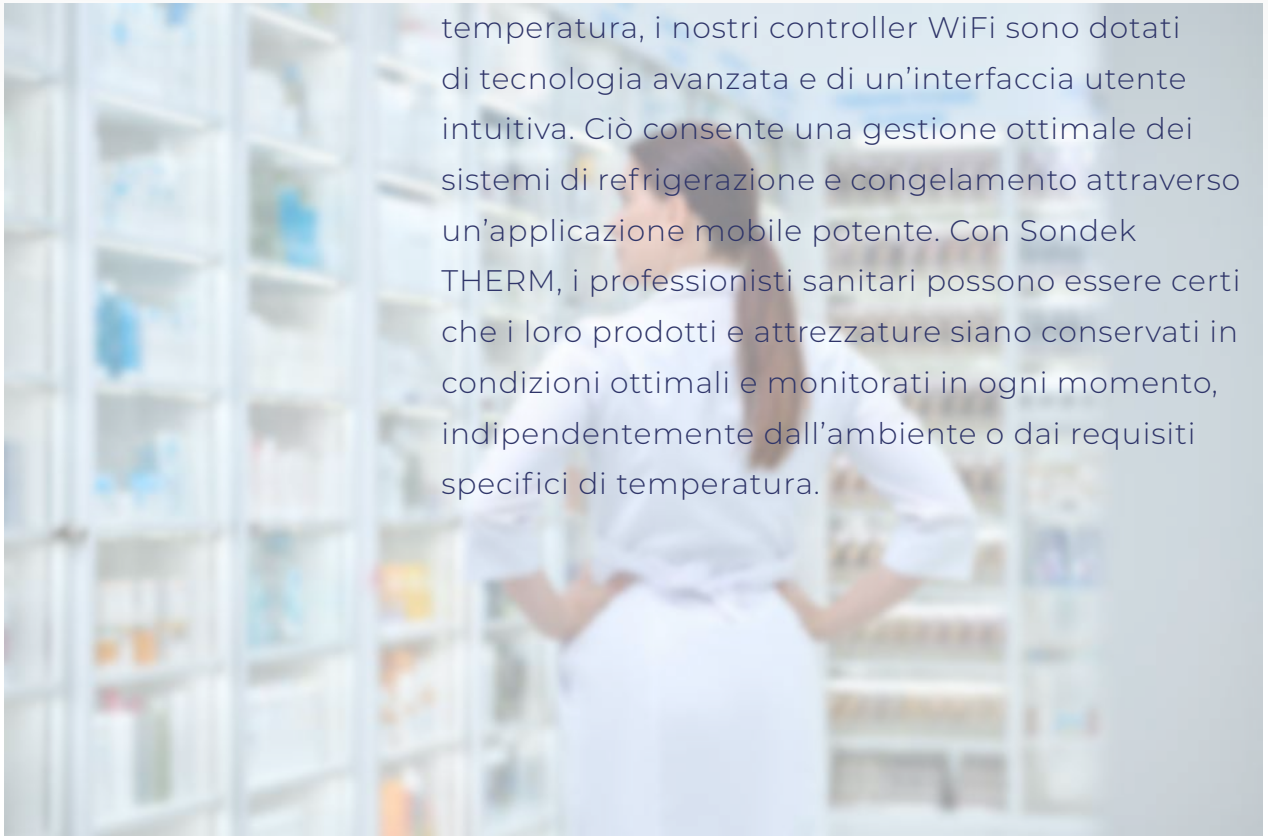 temperatura, i nostri controller WiFi sono dotati
di tecnologia avanzata e di un’interfaccia utente
intuitiva. Ciò consente una gestione ottimale dei
sistemi di refrigerazione e congelamento attraverso
un’applicazione mobile potente. Con Sondek
THERM, i professionisti sanitari possono essere certi
che i loro prodotti e attrezzature siano conservati in
condizioni ottimali e monitorati in ogni momento,
indipendentemente dall’ambiente o dai requisiti
specifici di temperatura.